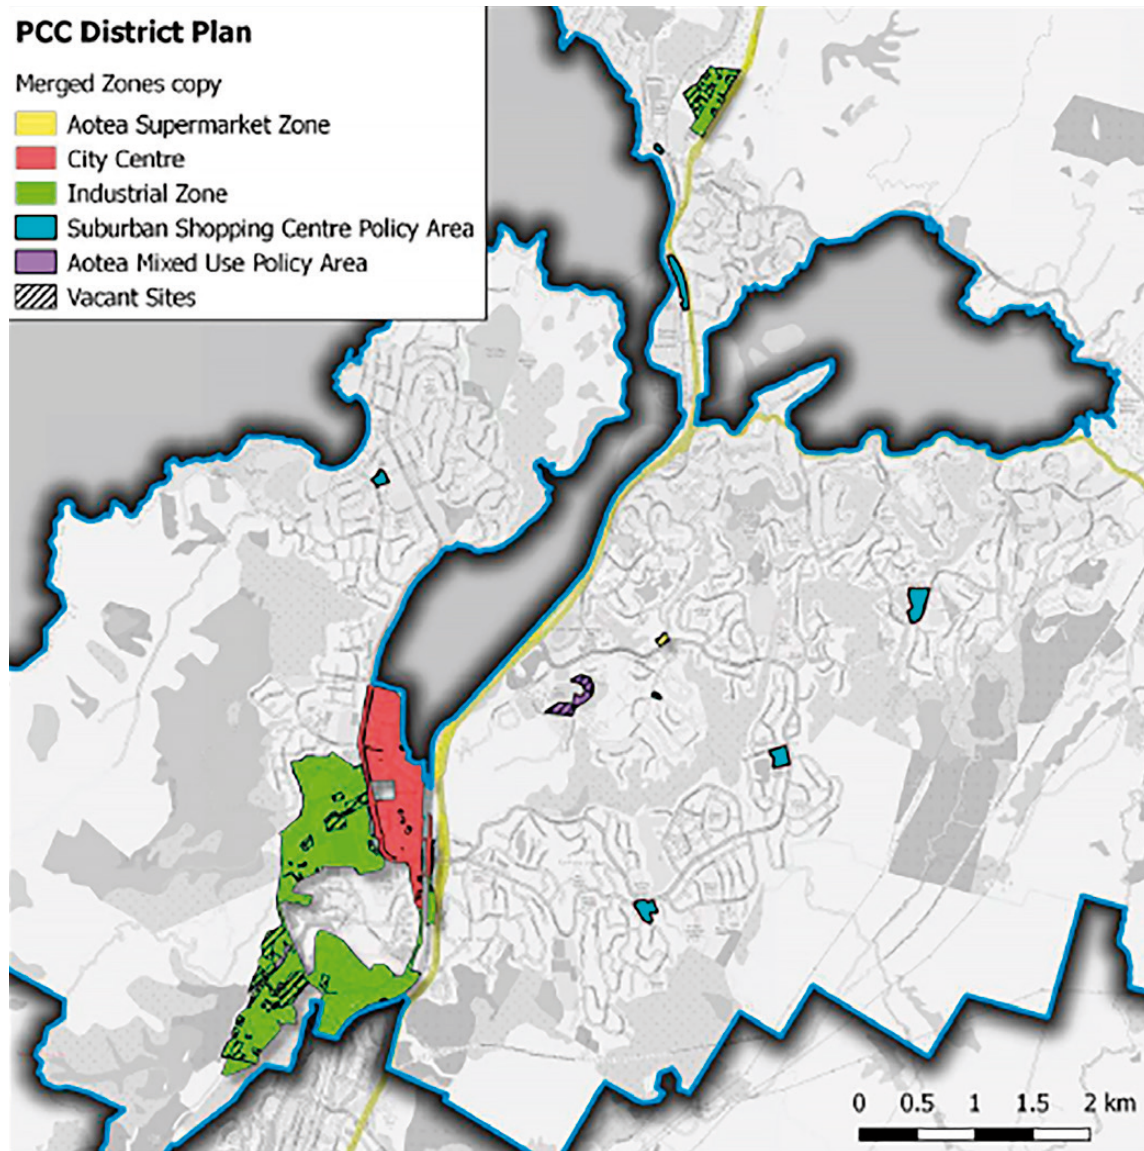 PCC District Plan
Merged Zones copy
Aotea Supermarket Zone
City Centre
Industrial Zone
Suburban Shopping Centre Policy Area
Aotea Mixed Use Policy Area
Vacant Sites
0 0.5 1 1.5 2 km